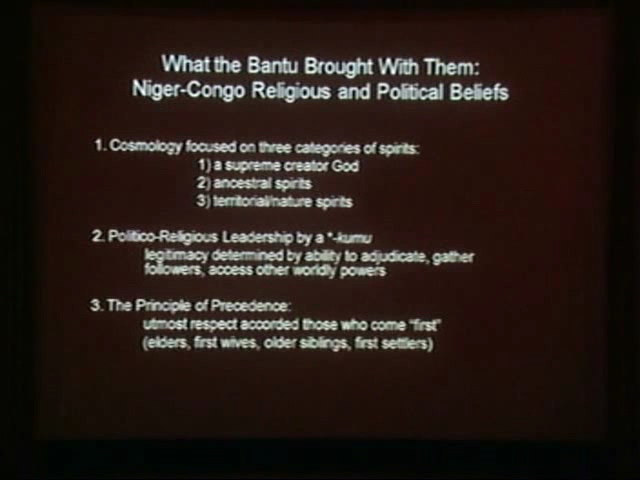 What the Bantu Brought With Them:
Niger-Congo Religious and Political Beliefs
1. Cosmology focused on three categories of spirits:
1) a supreme creator God
2) ancestral spirits
3) territorial/nature spirits
2. Politico-Religious Leadership by a *-kumu
legitimacy determined by ability to adjudicate, gather
followers, access other worldly powers
3. The Principle of Precedence:
utmost respect accorded those who come "first"
(elders, first wives, older siblings, first settlers)